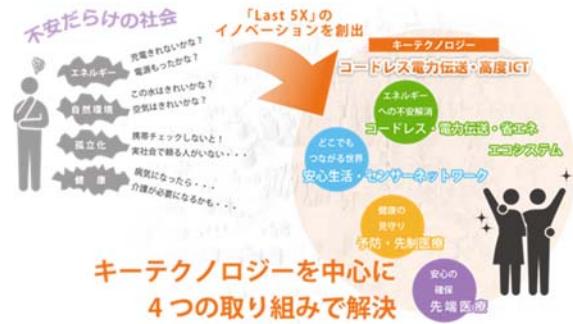 不安だらけの社会
エネルギー
充電きれないかな？
電源もったかな？
自然環境
この水はきれいかな？
空気はきれいかな？
孤立化
携帯チェックしないと！
実社会で頼る人がいない・・・
健康
病気になったら・・・
介護が必要になるかも・・・
「Last 5X」の
イノベーションを創出
キーテクノロジー
コードレス電力伝送・高度ICT
エネルギー
への不安解消
コードレス・電力伝送・省エネ
エコシステム
どこでも
つながる世界
安心生活・センサーネットワーク
健康の
見守り
予防・先制医療
安心の
確保
先端医療
キーテクノロジーを中心に
4つの取り組みで解決